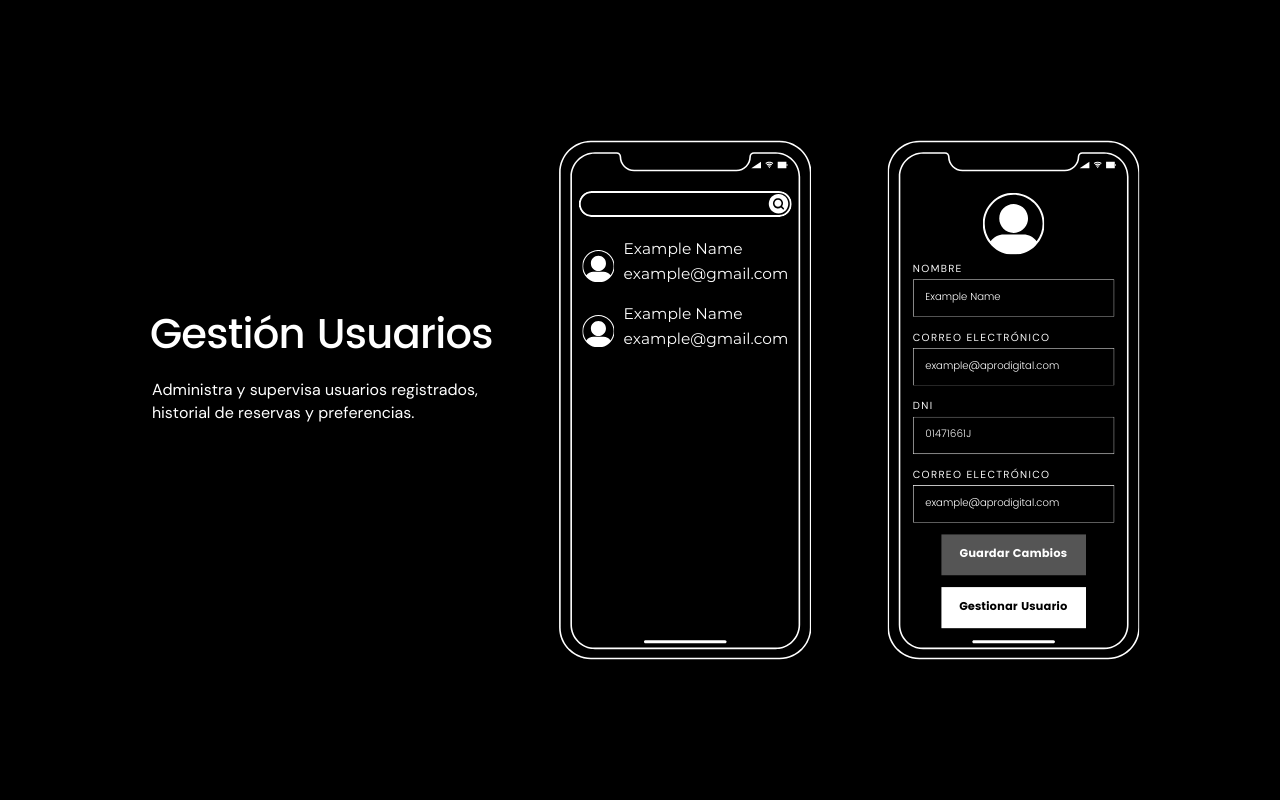 Gestión Usuarios
Administra y supervisa usuarios registrados,
historial de reservas y preferencias.
Example Name
example@gmail.com
Example Name
example@gmail.com
NOMBRE
Example Name
CORREO ELECTRÓNICO
example@aprodigital.com
DNI
01471661J
CORREO ELECTRÓNICO
example@aprodigital.com
Guardar Cambios
Gestionar Usuario